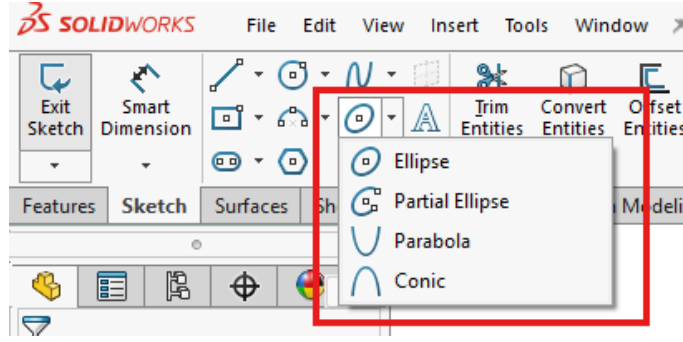 SOLIDWORKS File Edit View Insert Tools Window
Exit Sketch
Smart Dimension
Trim Entities
Convert Entities
Offset Entities
Ellipse
Partial Ellipse
Parabola
Conic
Features Sketch Surfaces